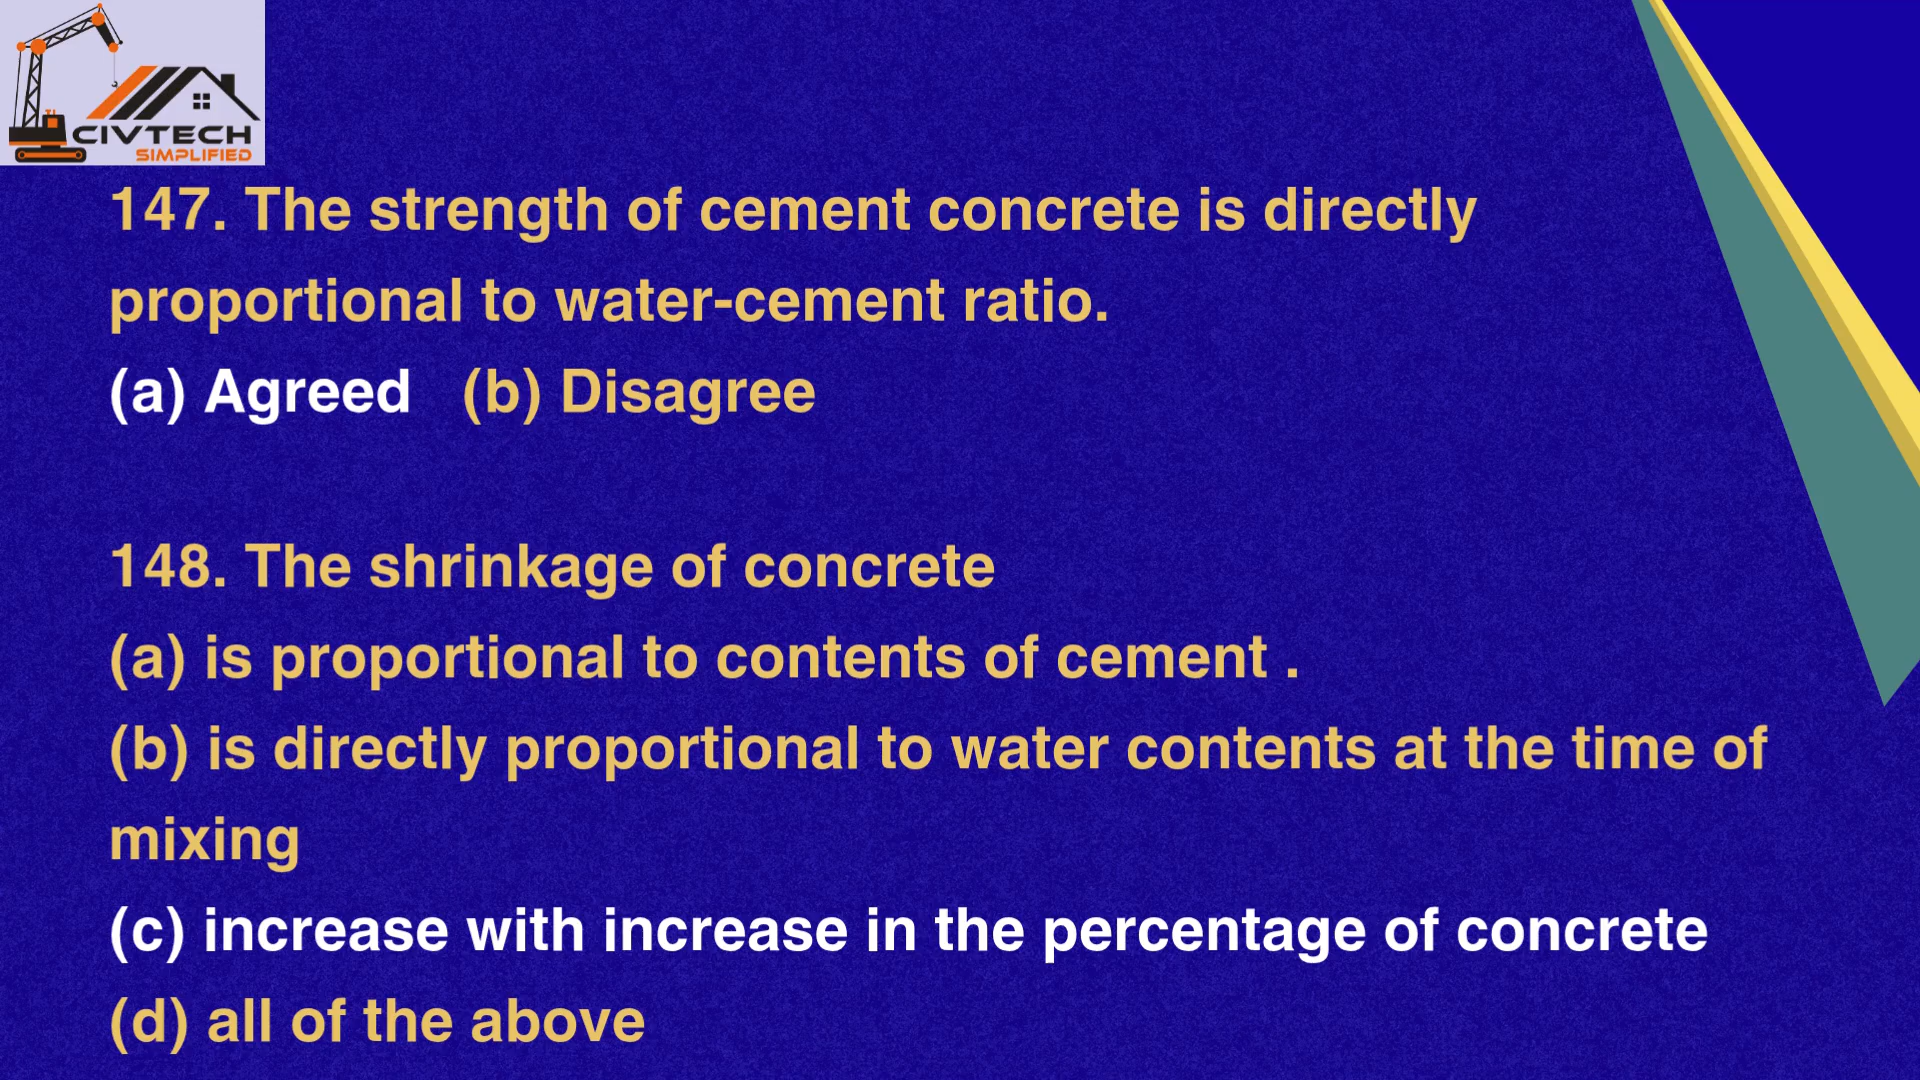 CIVTECH
SIMPLIFIED
147. The strength of cement concrete is directly
proportional to water-cement ratio.
(a) Agreed (b) Disagree
148. The shrinkage of concrete
(a) is proportional to contents of cement .
(b) is directly proportional to water contents at the time of
mixing
(c) increase with increase in the percentage of concrete
(d) all of the above